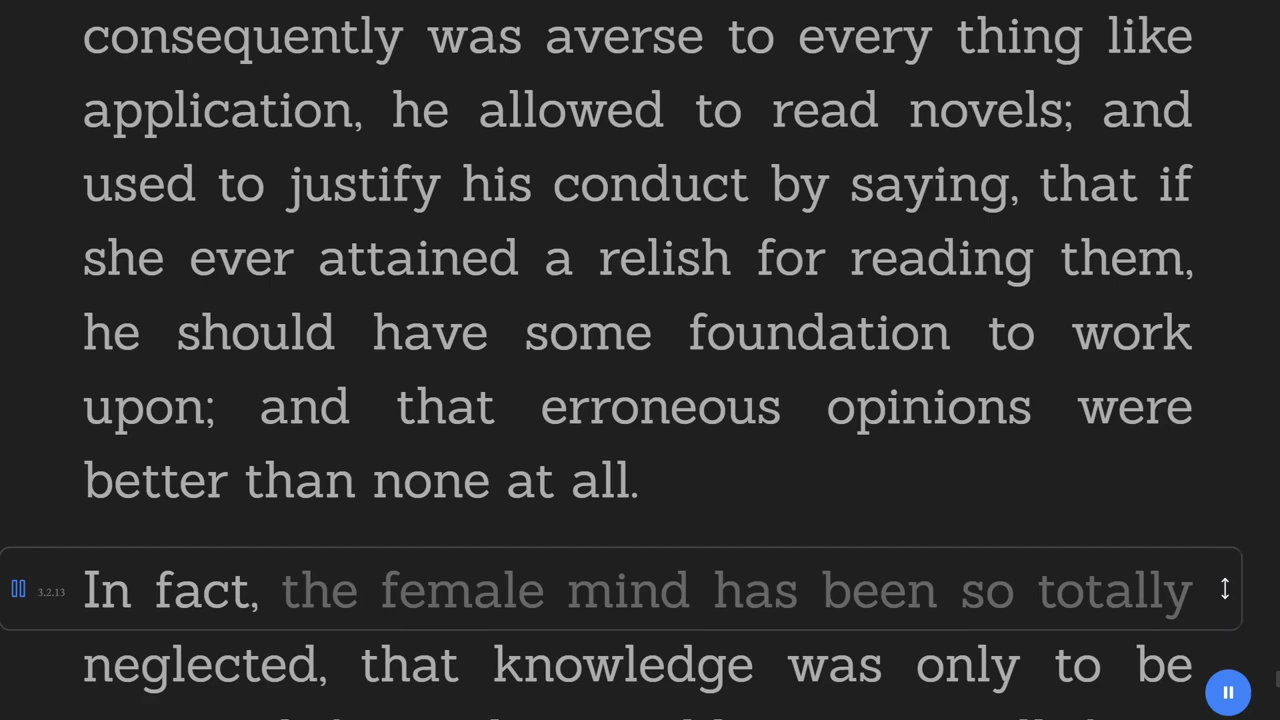 consequently was averse to every thing like
application, he allowed to read novels; and
used to justify his conduct by saying, that if
she ever attained a relish for reading them,
he should have some foundation to work
upon; and that erroneous opinions were
better than none at all.
3.2.13 In fact, the female mind has been so totally
neglected, that knowledge was only to be